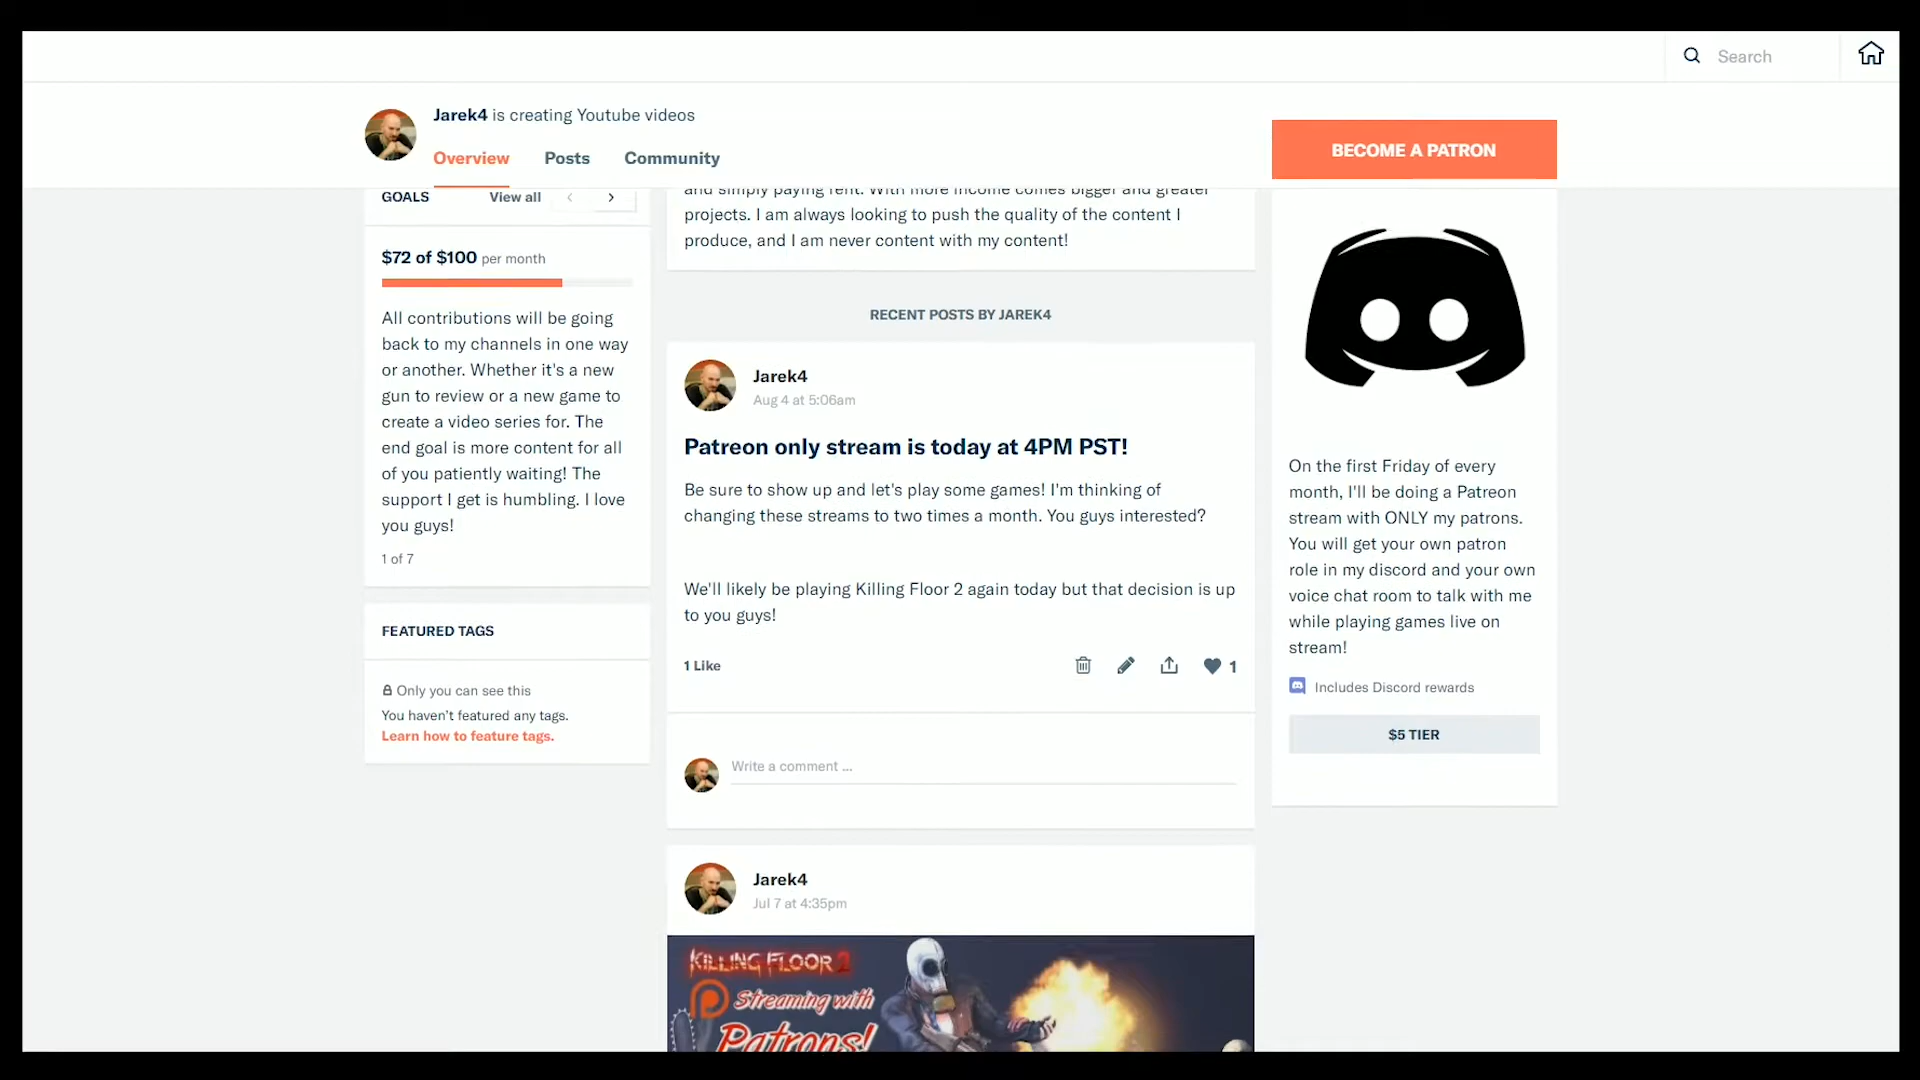 Search
Jarek4 is creating Youtube videos
Overview
Posts
Community
BECOME A PATRON
GOALS
View all
$72 of $100 per month
All contributions will be going
back to my channels in one way
or another. Whether it's a new
gun to review or a new game to
create a video series for. The
end goal is more content for all
of you patiently waiting! The
support I get is humbling. I love
you guys!
1 of 7
FEATURED TAGS
Only you can see this
You haven't featured any tags.
Learn how to feature tags.
and simply paying rent. With more income comes bigger and greater
projects. I am always looking to push the quality of the content I
produce, and I am never content with my content!
RECENT POSTS BY JAREK4
Jarek4
Aug 4 at 5:06am
Patreon only stream is today at 4PM PST!
Be sure to show up and let's play some games! I'm thinking of
changing these streams to two times a month. You guys interested?
We'll likely be playing Killing Floor 2 again today but that decision is up
to you guys!
1 Like
1
Write a comment ...
Jarek4
Jul 7 at 4:35pm
KILLING FLOOR 2
Streaming with
Patrons!
On the first Friday of every
month, I'll be doing a Patreon
stream with ONLY my patrons.
You will get your own patron
role in my discord and your own
voice chat room to talk with me
while playing games live on
stream!
Includes Discord rewards
$5 TIER